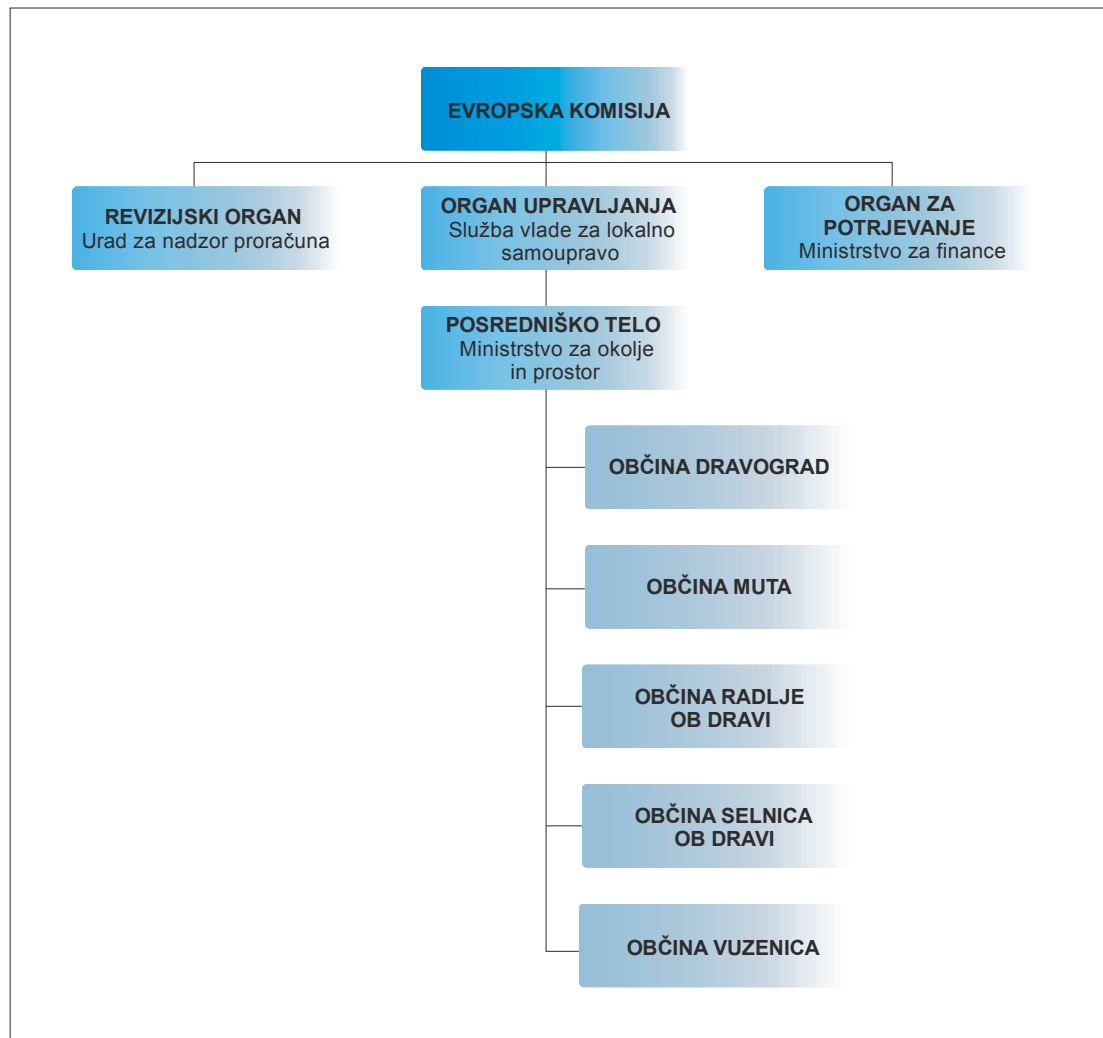 EVROPSKA KOMISIJA
REVIZIJSKI ORGAN
Urad za nadzor proračuna
ORGAN UPRAVLJANJA
Služba vlade za lokalno
samoupravo
ORGAN ZA
POTRJEVANJE
Ministrstvo za finance
POSREDNIŠKO TELO
Ministrstvo za okolje
in prostor
OBČINA DRAVOGRAD
OBČINA MUTA
OBČINA RADLJE
OB DRAVI
OBČINA SELNICA
OB DRAVI
OBČINA VUZENICA